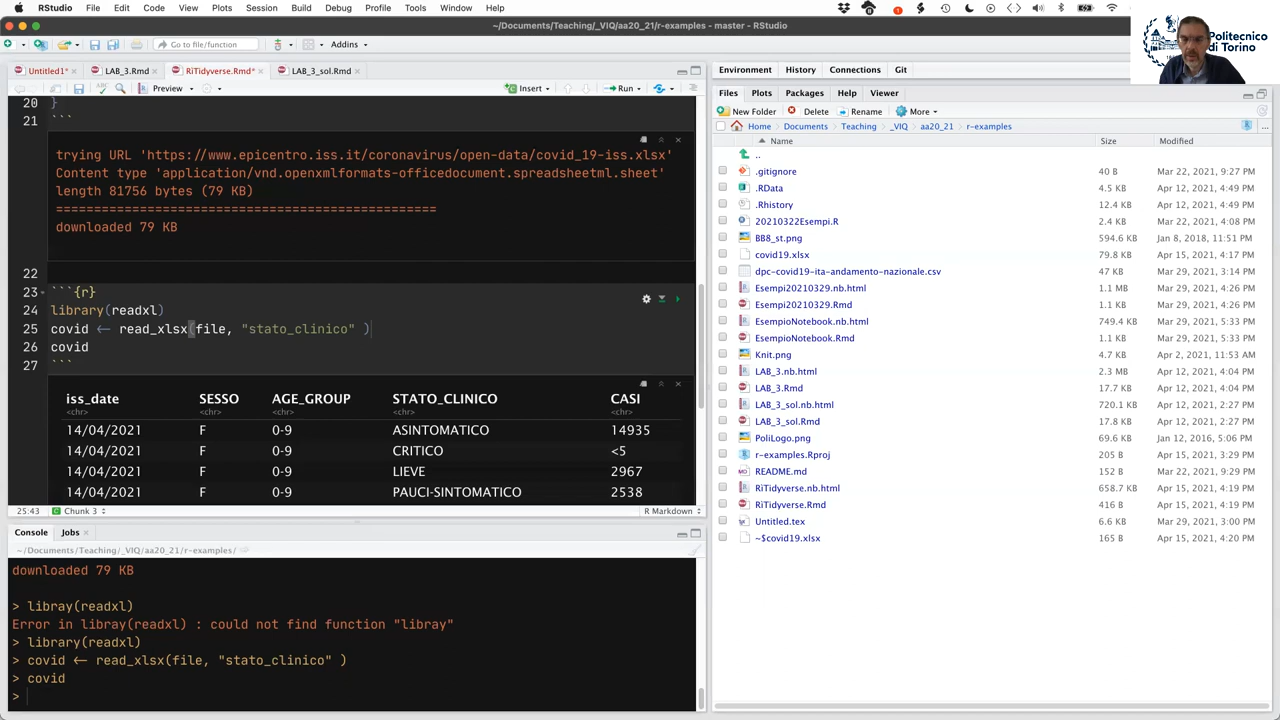 RStudio File Edit Code View Plots Session Build Debug Profile Tools Window Help
~/Documents/Teaching/_VIQ/aa20_21/r-examples - master - RStudio
Go to file/function Addins
Politecnico
di Torino
Untitled1* LAB_3.Rmd RiTidyverse.Rmd* LAB_3_sol.Rmd
Preview Insert Run
20 }
21 ```
trying URL 'https://www.epicentro.iss.it/coronavirus/open-data/covid_19-iss.xlsx'
Content type 'application/vnd.openxmlformats-officedocument.spreadsheetml.sheet'
length 81756 bytes (79 KB)
==================================================
downloaded 79 KB
22
23 ```{r}
24 library(readxl)
25 covid <- read_xlsx(file, "stato_clinico" )
26 covid
27 ```
iss_date SESSO AGE_GROUP STATO_CLINICO CASI
<chr> <chr> <chr> <chr> <chr>
14/04/2021 F 0-9 ASINTOMATICO 14935
14/04/2021 F 0-9 CRITICO <5
14/04/2021 F 0-9 LIEVE 2967
14/04/2021 F 0-9 PAUCI-SINTOMATICO 2538
25:43 Chunk 3 R Markdown
Console Jobs
~/Documents/Teaching/_VIQ/aa20_21/r-examples/
downloaded 79 KB
> libray(readxl)
Error in libray(readxl) : could not find function "libray"
> library(readxl)
> covid <- read_xlsx(file, "stato_clinico" )
> covid
>
Environment History Connections Git
Files Plots Packages Help Viewer
New Folder Delete Rename More
Home Documents Teaching _VIQ aa20_21 r-examples ...
Name Size Modified
..
.gitignore 40 B Mar 22, 2021, 9:27 PM
.RData 4.5 KB Apr 12, 2021, 4:49 PM
.Rhistory 12.4 KB Apr 12, 2021, 4:49 PM
20210322Esempi.R 2.4 KB Mar 22, 2021, 4:08 PM
BB8_st.png 594.6 KB Jan 8, 2018, 11:51 PM
covid19.xlsx 79.8 KB Apr 15, 2021, 4:17 PM
dpc-covid19-ita-andamento-nazionale.csv 47 KB Mar 29, 2021, 3:14 PM
Esempi20210329.nb.html 1.1 MB Mar 29, 2021, 4:06 PM
Esempi20210329.Rmd 1.1 KB Mar 29, 2021, 4:06 PM
EsempioNotebook.nb.html 749.4 KB Mar 29, 2021, 5:33 PM
EsempioNotebook.Rmd 1.1 KB Mar 29, 2021, 5:33 PM
Knit.png 4.7 KB Apr 2, 2021, 11:53 AM
LAB_3.nb.html 2.3 MB Apr 12, 2021, 4:04 PM
LAB_3.Rmd 17.7 KB Apr 12, 2021, 4:04 PM
LAB_3_sol.nb.html 720.1 KB Apr 12, 2021, 2:27 PM
LAB_3_sol.Rmd 17.8 KB Apr 12, 2021, 2:27 PM
PoliLogo.png 69.6 KB Jan 12, 2016, 5:06 PM
r-examples.Rproj 205 B Apr 15, 2021, 3:29 PM
README.md 152 B Mar 22, 2021, 9:29 PM
RiTidyverse.nb.html 658.7 KB Apr 15, 2021, 4:19 PM
RiTidyverse.Rmd 416 B Apr 15, 2021, 4:19 PM
Untitled.tex 6.6 KB Mar 29, 2021, 3:00 PM
~$covid19.xlsx 165 B Apr 15, 2021, 4:20 PM